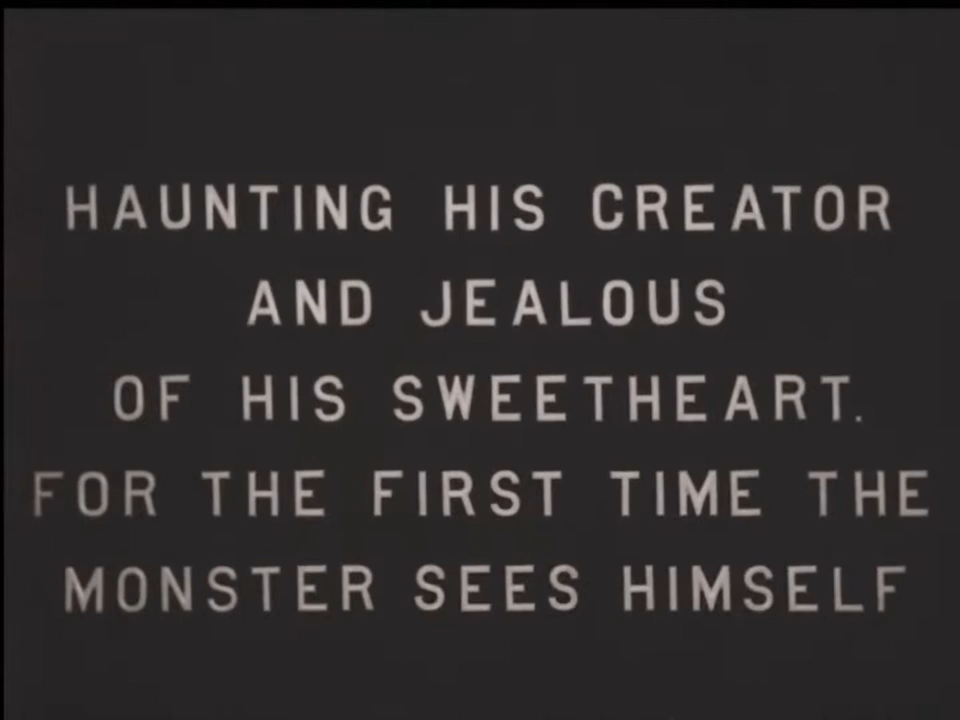 HAUNTING HIS CREATOR
AND JEALOUS
OF HIS SWEETHEART.
FOR THE FIRST TIME THE
MONSTER SEES HIMSELF